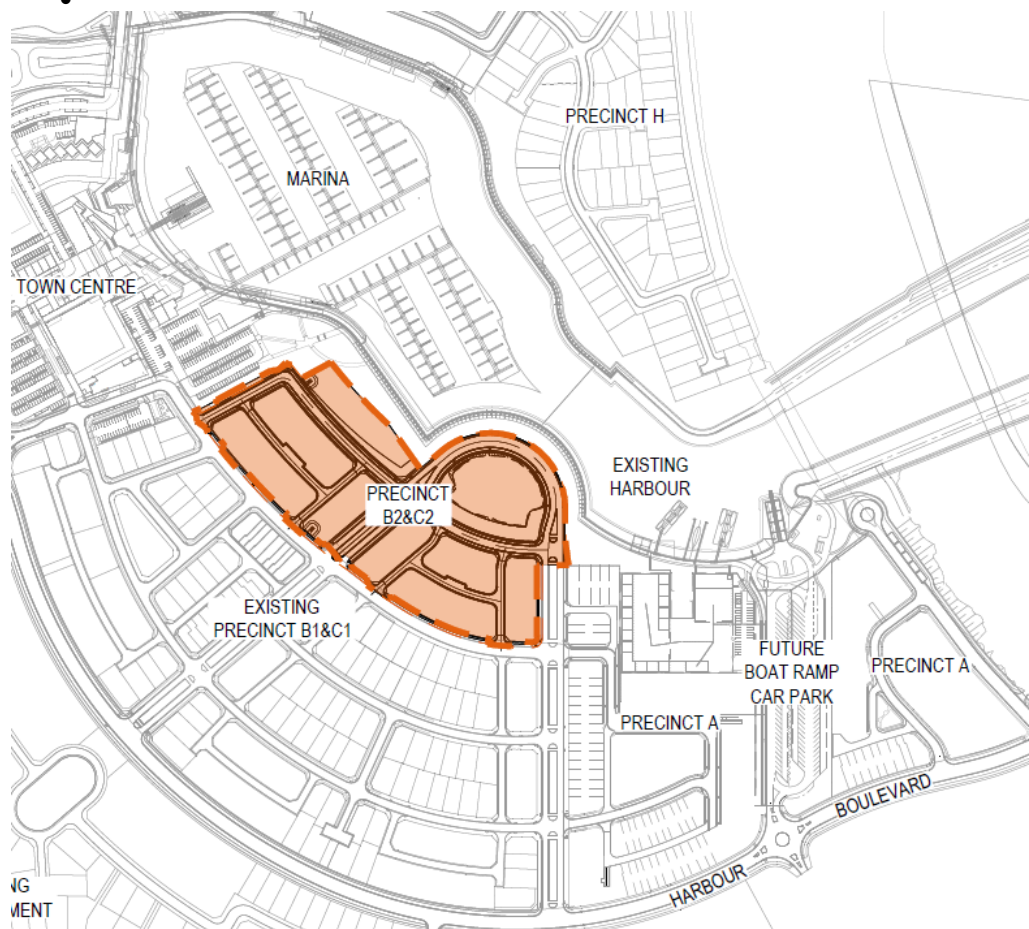 PRECINCT H
MARINA
TOWN CENTRE
EXISTING
HARBOUR
PRECINCT
B2&C2
EXISTING
PRECINCT B1&C1
FUTURE
BOAT RAMP
CAR PARK
PRECINCT A
PRECINCT A
BOULEVARD
HARBOUR
NG
MENT